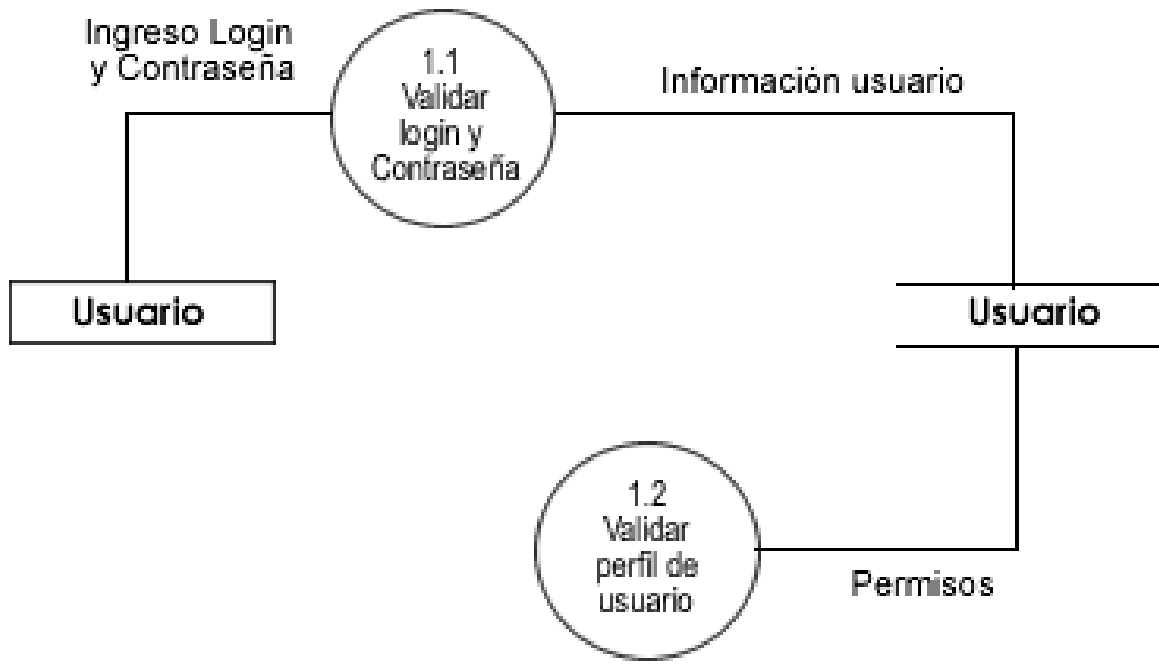 Ingreso Login
y Contraseña
1.1
Validar
login y
Contraseña
Información usuario
Usuario
Usuario
1.2
Validar
perfil de
usuario
Permisos